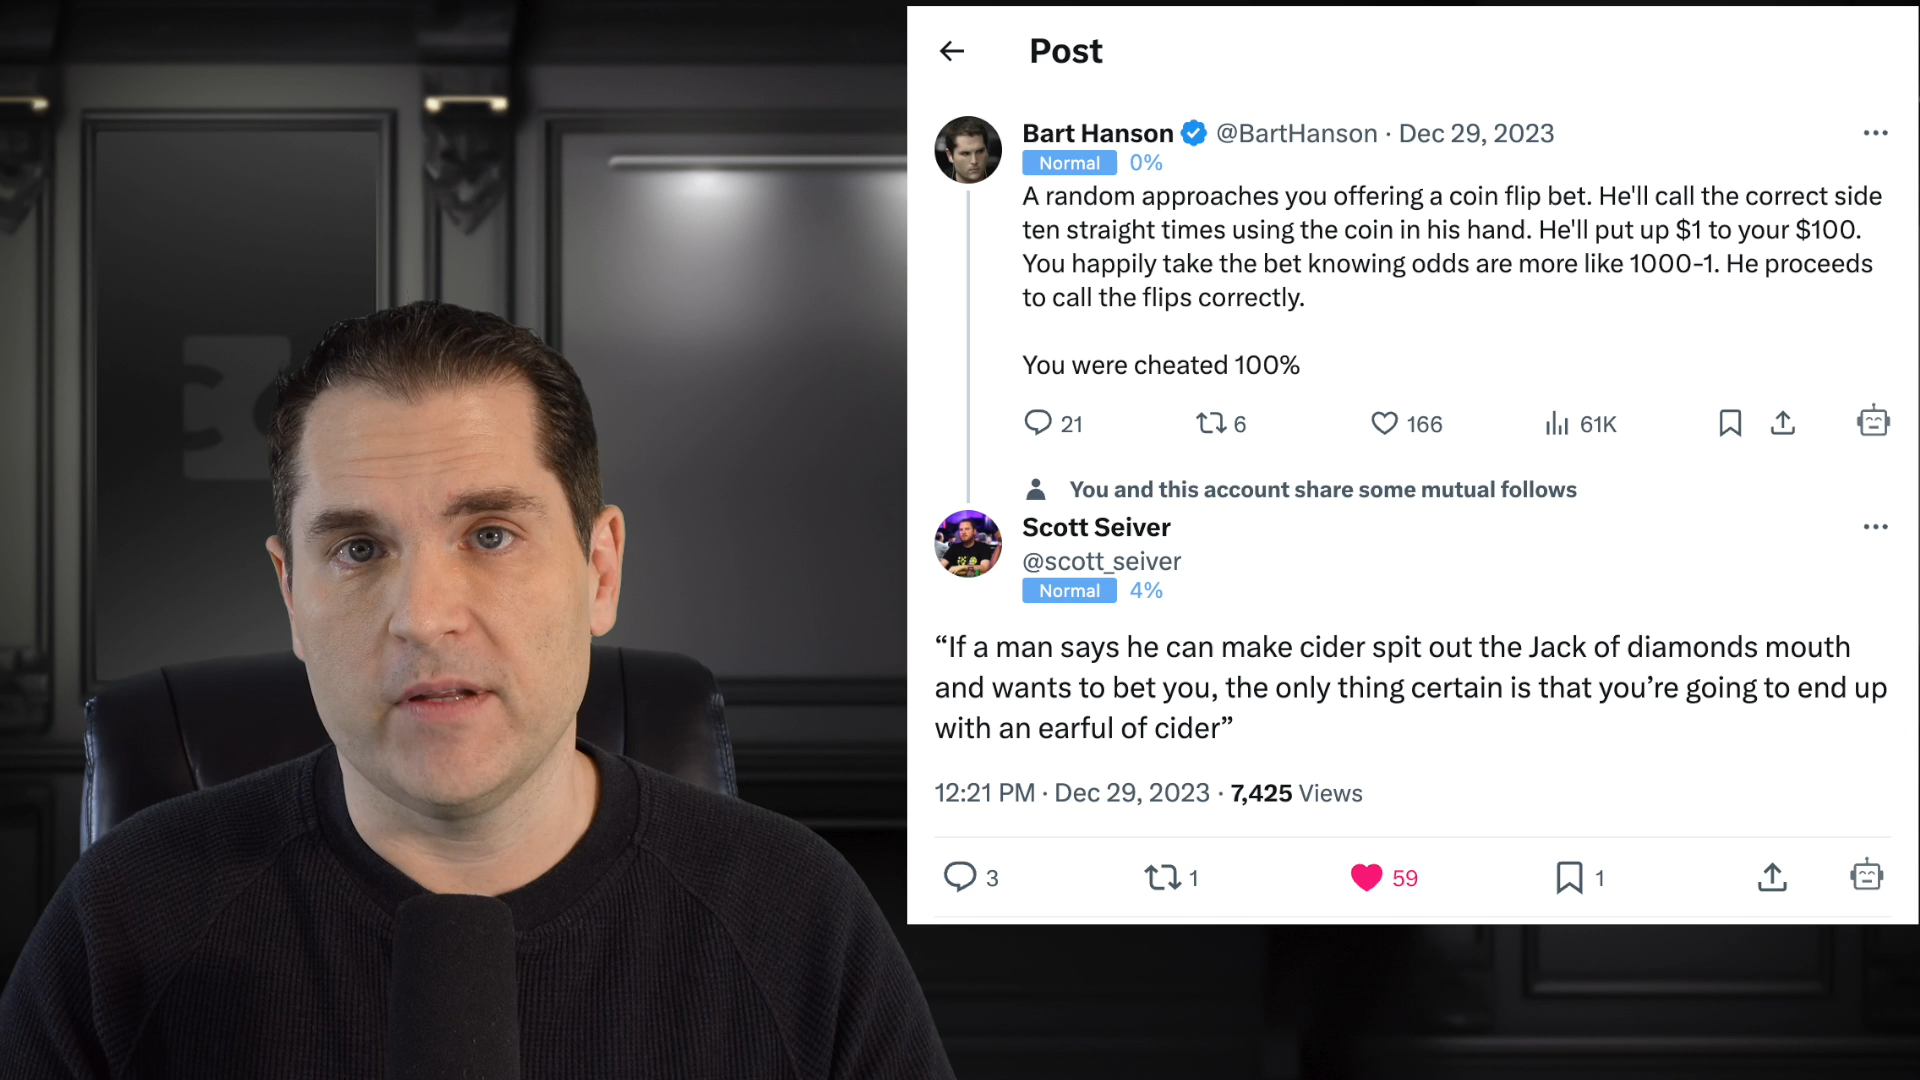 Post
Bart Hanson @BartHanson · Dec 29, 2023
Normal 0%
A random approaches you offering a coin flip bet. He'll call the correct side
ten straight times using the coin in his hand. He'll put up $1 to your $100.
You happily take the bet knowing odds are more like 1000-1. He proceeds
to call the flips correctly.
You were cheated 100%
21 6 166 61K
You and this account share some mutual follows
Scott Seiver
@scott_seiver
Normal 4%
“If a man says he can make cider spit out the Jack of diamonds mouth
and wants to bet you, the only thing certain is that you’re going to end up
with an earful of cider”
12:21 PM · Dec 29, 2023 · 7,425 Views
3 1 59 1